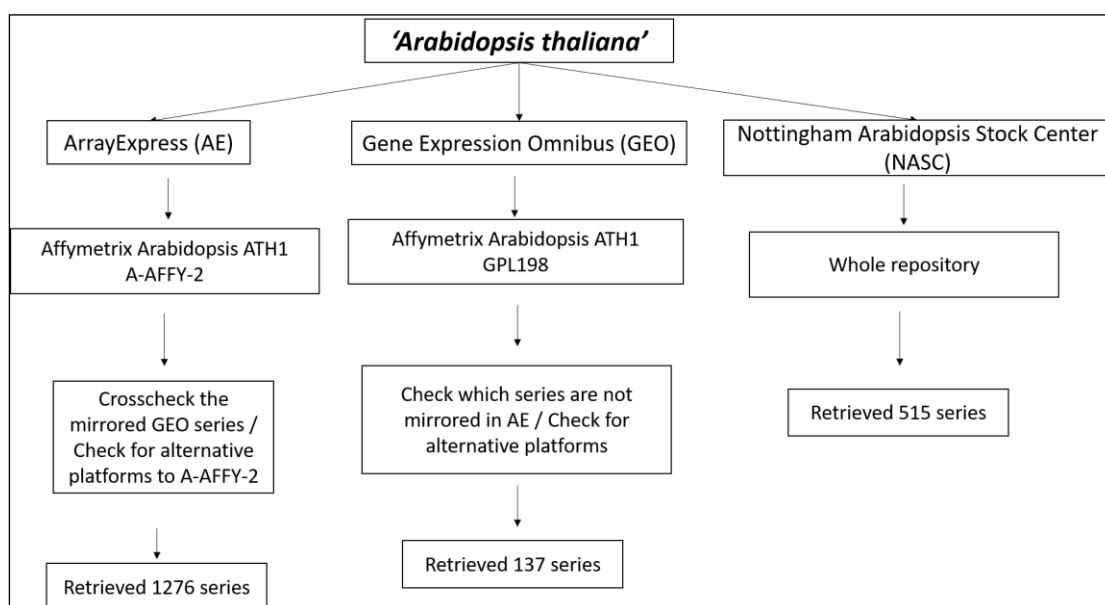 ‘Arabidopsis thaliana’
ArrayExpress (AE)
Gene Expression Omnibus (GEO)
Nottingham Arabidopsis Stock Center
(NASC)
Affymetrix Arabidopsis ATH1
A-AFFY-2
Affymetrix Arabidopsis ATH1
GPL198
Whole repository
Crosscheck the
mirrored GEO series /
Check for alternative
platforms to A-AFFY-2
Check which series are not
mirrored in AE / Check for
alternative platforms
Retrieved 515 series
Retrieved 1276 series
Retrieved 137 series